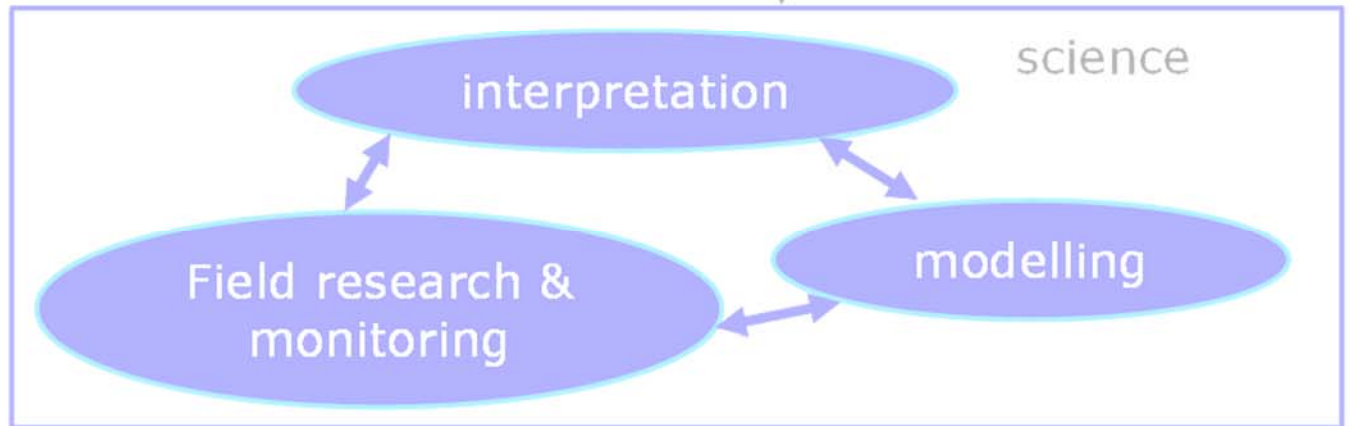 science
interpretation
modelling
Field research &
monitoring